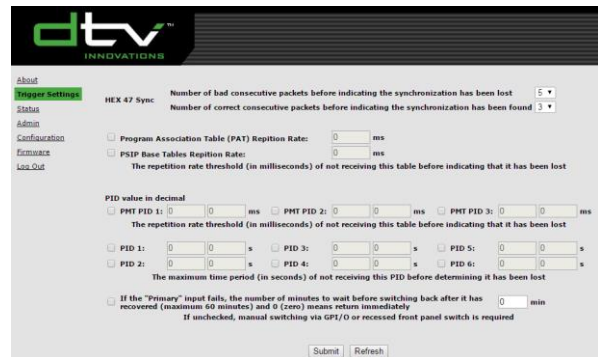 dtv™
INNOVATIONS
About
Trigger Settings
Status
Admin
Configuration
Firmware
Log Out
HEX 47 Sync
Number of bad consecutive packets before indicating the synchronization has been lost 5
Number of correct consecutive packets before indicating the synchronization has been found 3
Program Association Table (PAT) Repition Rate: 0 ms
PSIP Base Tables Repition Rate: 0 ms
The repetition rate threshold (in milliseconds) of not receiving this table before indicating that it has been lost
PID value in decimal
PMT PID 1: 0 0 ms PMT PID 2: 0 0 ms PMT PID 3: 0 0 ms
The repetition rate threshold (in milliseconds) of not receiving this table before indicating that it has been lost
PID 1: 0 0 s PID 3: 0 0 s PID 5: 0 0 s
PID 2: 0 0 s PID 4: 0 0 s PID 6: 0 0 s
The maximum time period (in seconds) of not receiving this PID before determining it has been lost
If the "Primary" input fails, the number of minutes to wait before switching back after it has
recovered (maximum 60 minutes) and 0 (zero) means return immediately 0 min
If unchecked, manual switching via GPI/O or recessed front panel switch is required
Submit Refresh